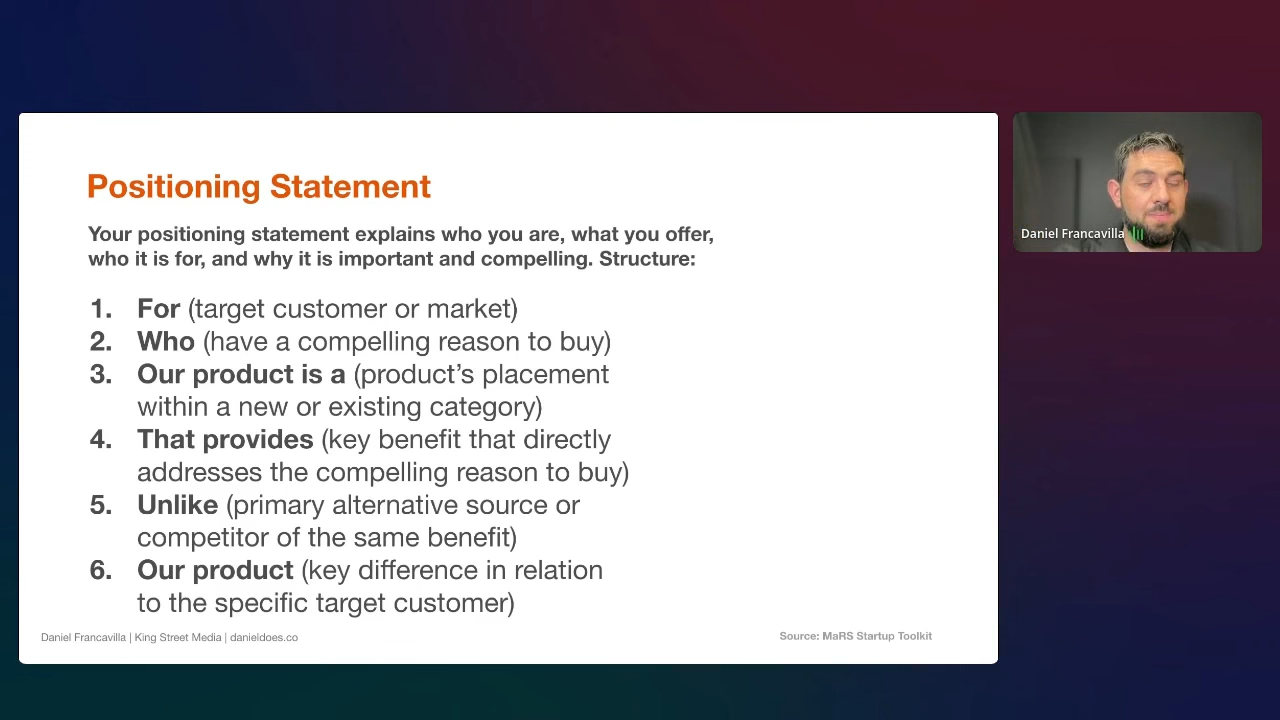 Positioning Statement
Your positioning statement explains who you are, what you offer,
who it is for, and why it is important and compelling. Structure:
1. For (target customer or market)
2. Who (have a compelling reason to buy)
3. Our product is a (product’s placement
within a new or existing category)
4. That provides (key benefit that directly
addresses the compelling reason to buy)
5. Unlike (primary alternative source or
competitor of the same benefit)
6. Our product (key difference in relation
to the specific target customer)
Daniel Francavilla | King Street Media | danieldoes.co
Source: MaRS Startup Toolkit
Daniel Francavilla